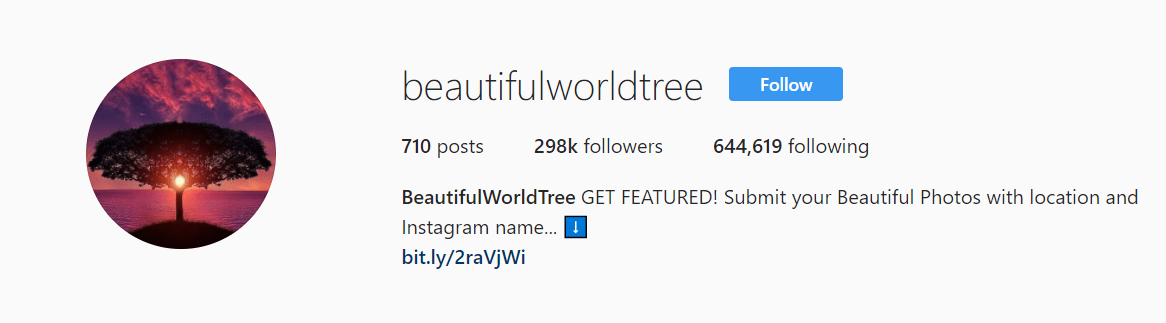 beautifulworldtree Follow
710 posts 298k followers 644,619 following
BeautifulWorldTree GET FEATURED! Submit your Beautiful Photos with location and
Instagram name... ⬇
bit.ly/2raVjWi